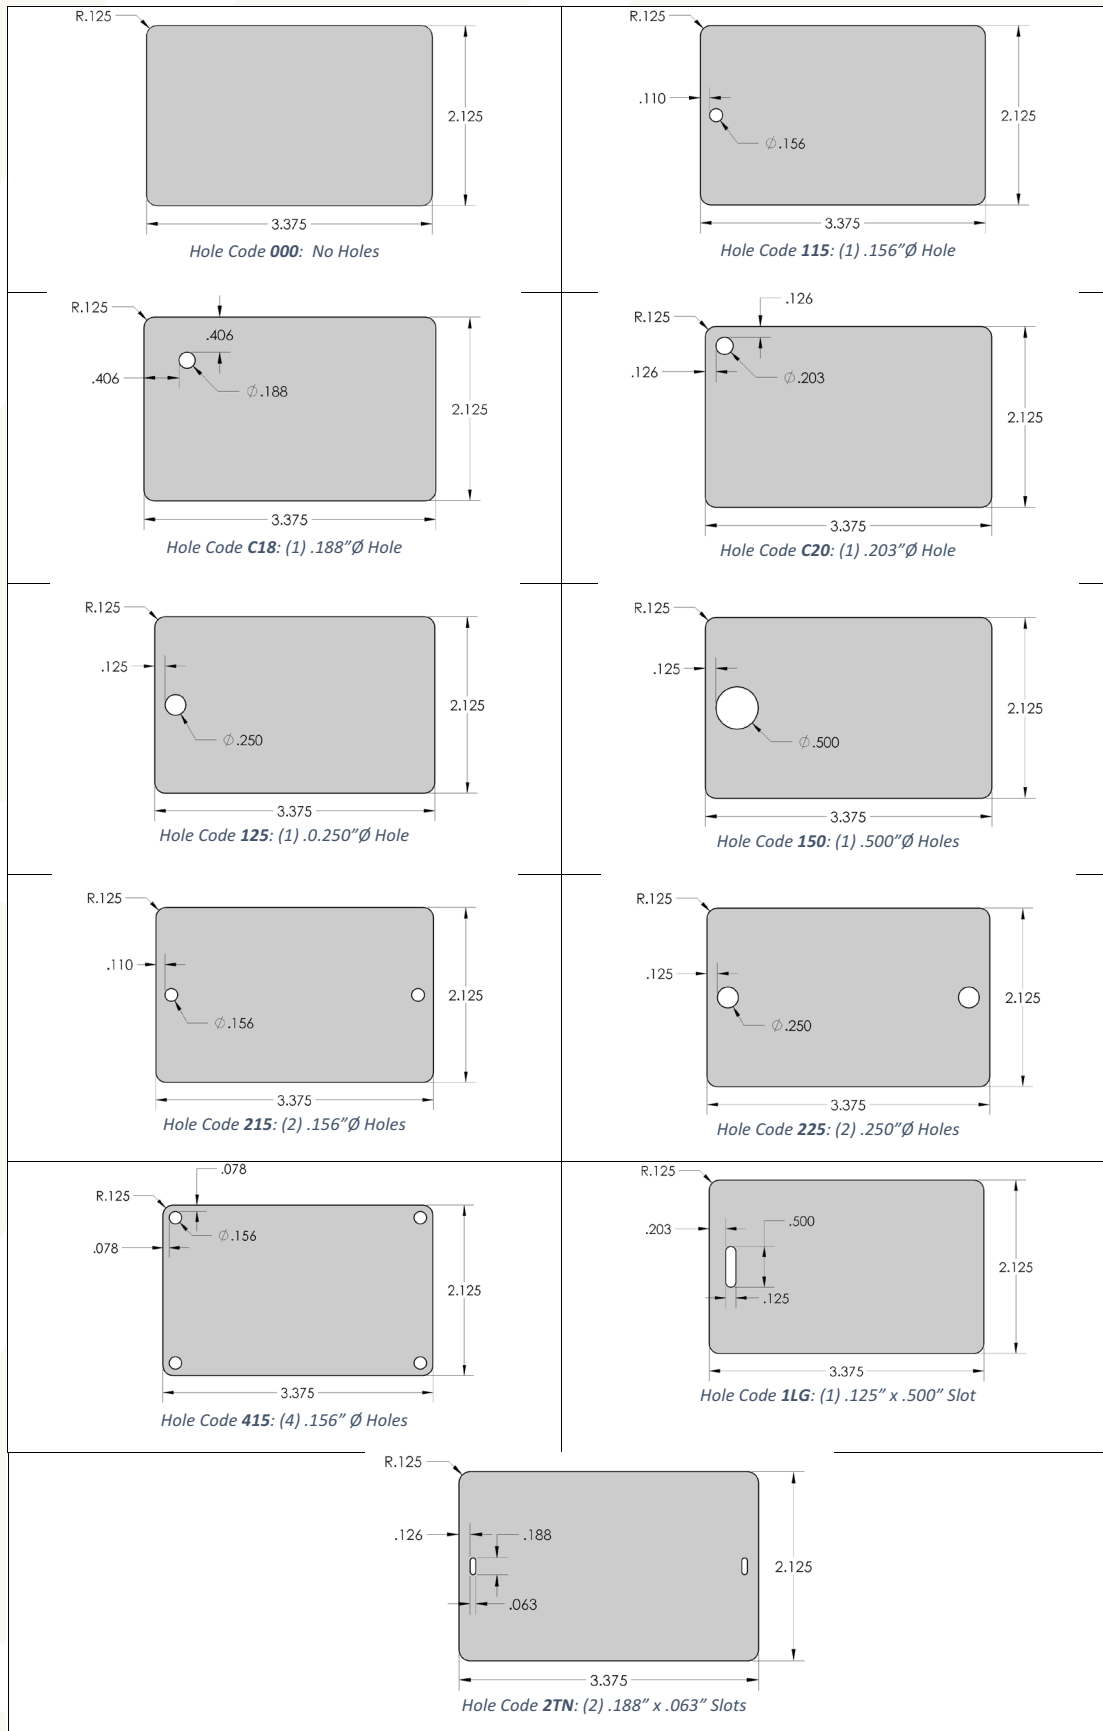 R.125
2.125
3.375
Hole Code 000: No Holes
R.125
.110
2.125
Ø.156
3.375
Hole Code 115: (1) .156”Ø Hole
R.125
.406
.406
Ø.188
2.125
3.375
Hole Code C18: (1) .188”Ø Hole
.126
R.125
.126
Ø.203
2.125
3.375
Hole Code C20: (1) .203”Ø Hole
R.125
.125
2.125
Ø.250
3.375
Hole Code 125: (1) .0.250”Ø Hole
R.125
.125
2.125
Ø.500
3.375
Hole Code 150: (1) .500”Ø Holes
R.125
.110
2.125
Ø.156
3.375
Hole Code 215: (2) .156”Ø Holes
R.125
.125
2.125
Ø.250
3.375
Hole Code 225: (2) .250”Ø Holes
.078
R.125
Ø.156
.078
2.125
3.375
Hole Code 415: (4) .156” Ø Holes
R.125
.203
.500
2.125
.125
3.375
Hole Code 1LG: (1) .125” x .500” Slot
R.125
.126
.188
2.125
.063
3.375
Hole Code 2TN: (2) .188” x .063” Slots